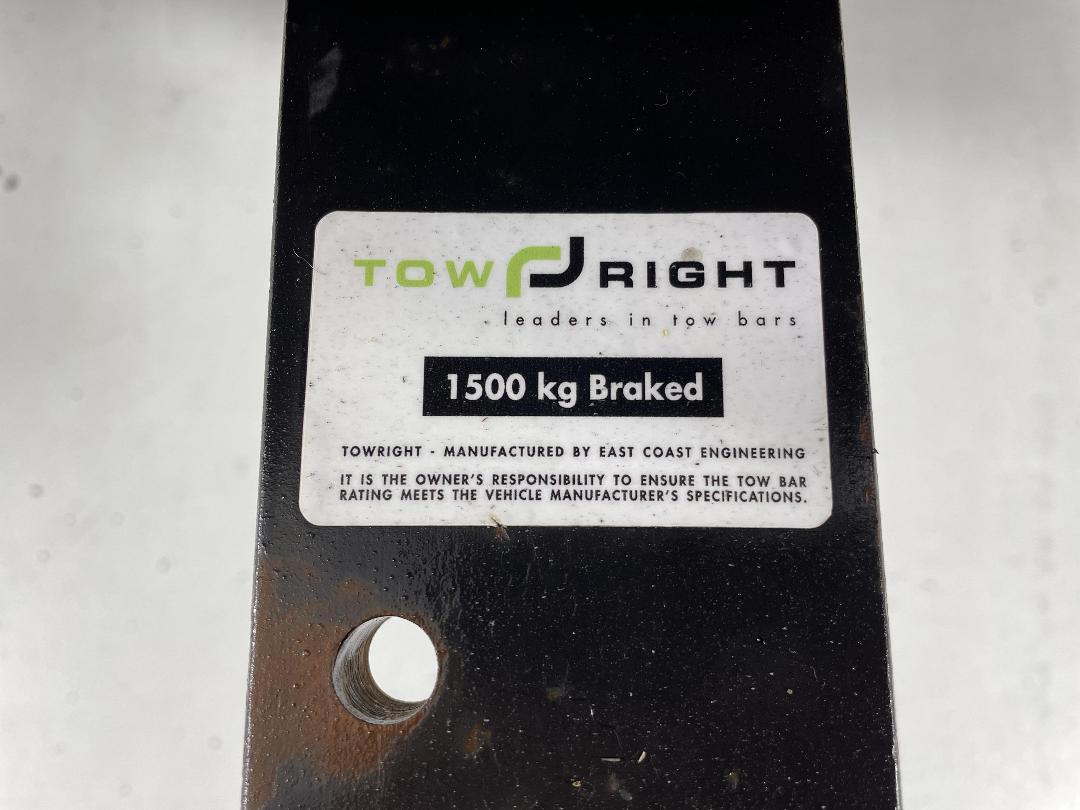 TOW RIGHT
leaders in tow bars
1500 kg Braked
TOWRIGHT - MANUFACTURED BY EAST COAST ENGINEERING
IT IS THE OWNER'S RESPONSIBILITY TO ENSURE THE TOW BAR
RATING MEETS THE VEHICLE MANUFACTURER'S SPECIFICATIONS.